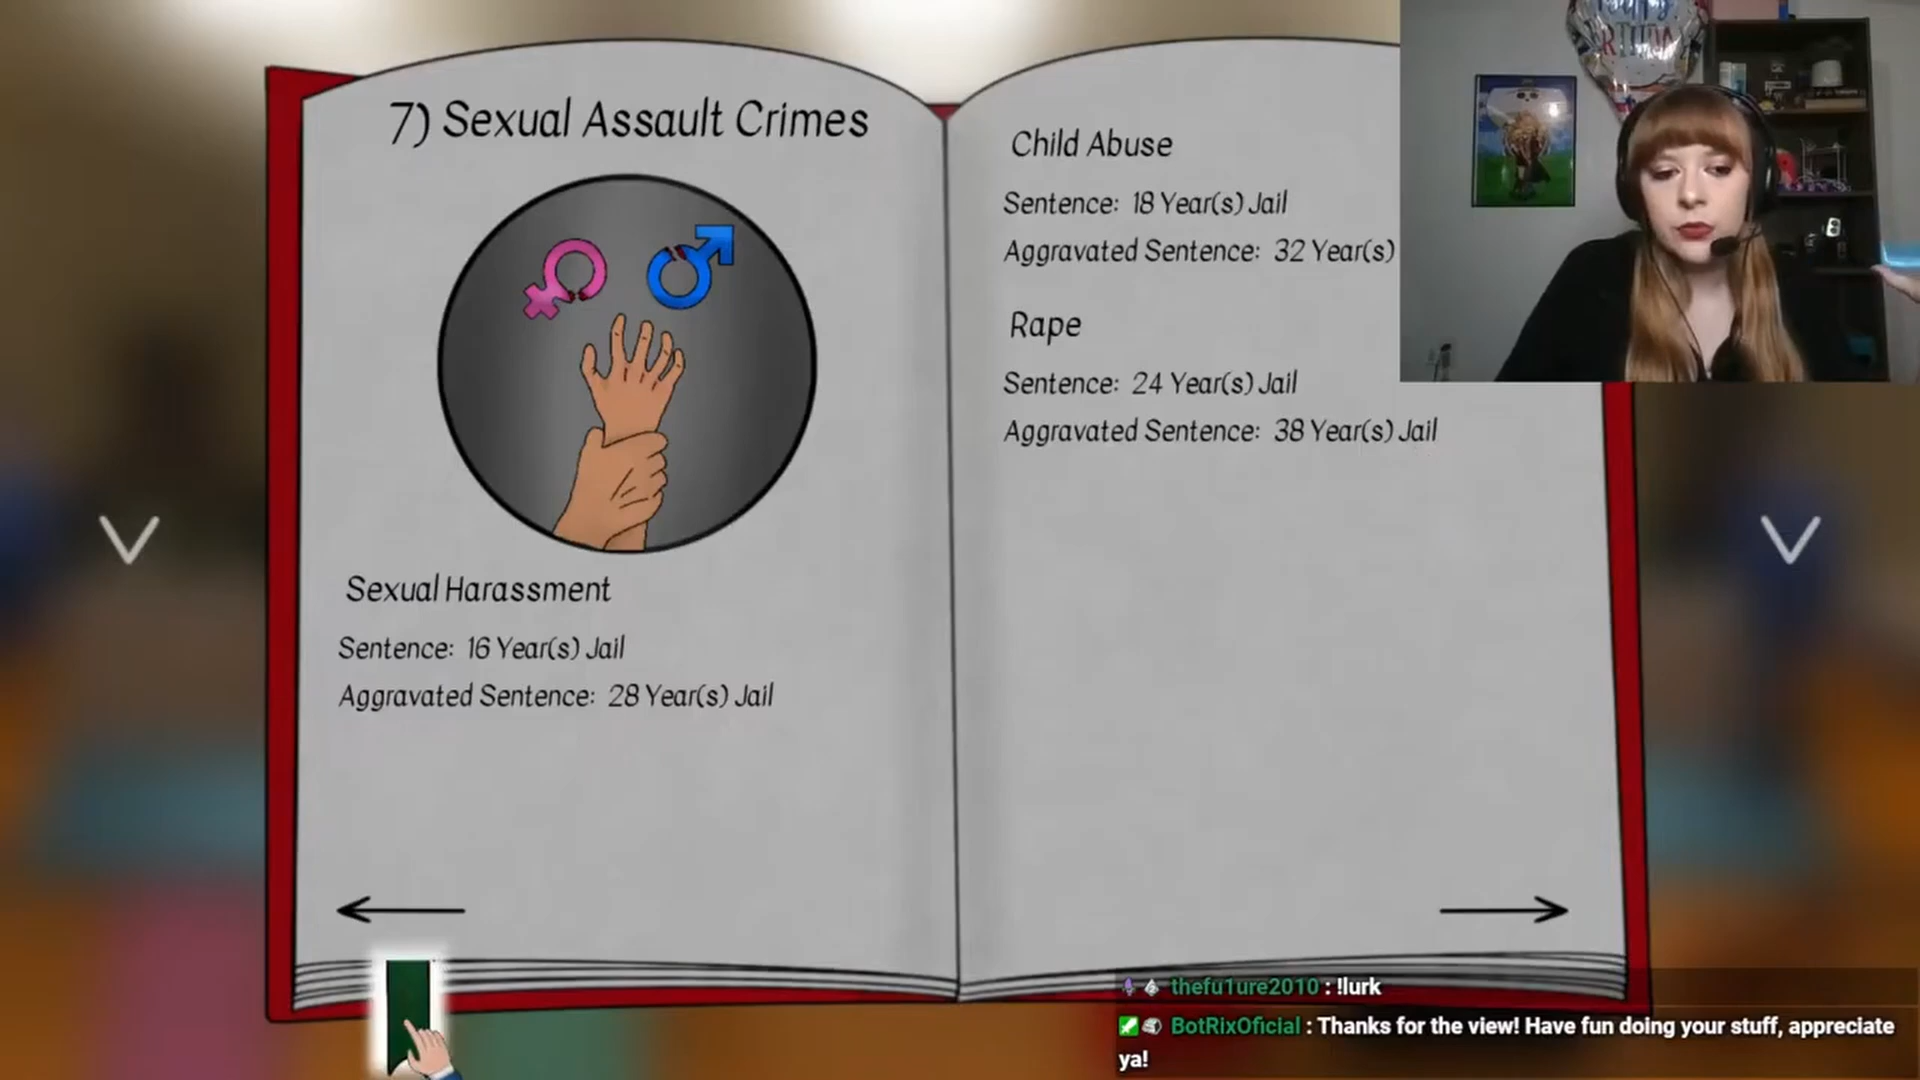 7) Sexual Assault Crimes
Sexual Harassment
Sentence: 16 Year(s) Jail
Aggravated Sentence: 28 Year(s) Jail
Child Abuse
Sentence: 18 Year(s) Jail
Aggravated Sentence: 32 Year(s)
Rape
Sentence: 24 Year(s) Jail
Aggravated Sentence: 38 Year(s) Jail
thefu1ure2010 : !lurk
BotRixOficial : Thanks for the view! Have fun doing your stuff, appreciate
ya!